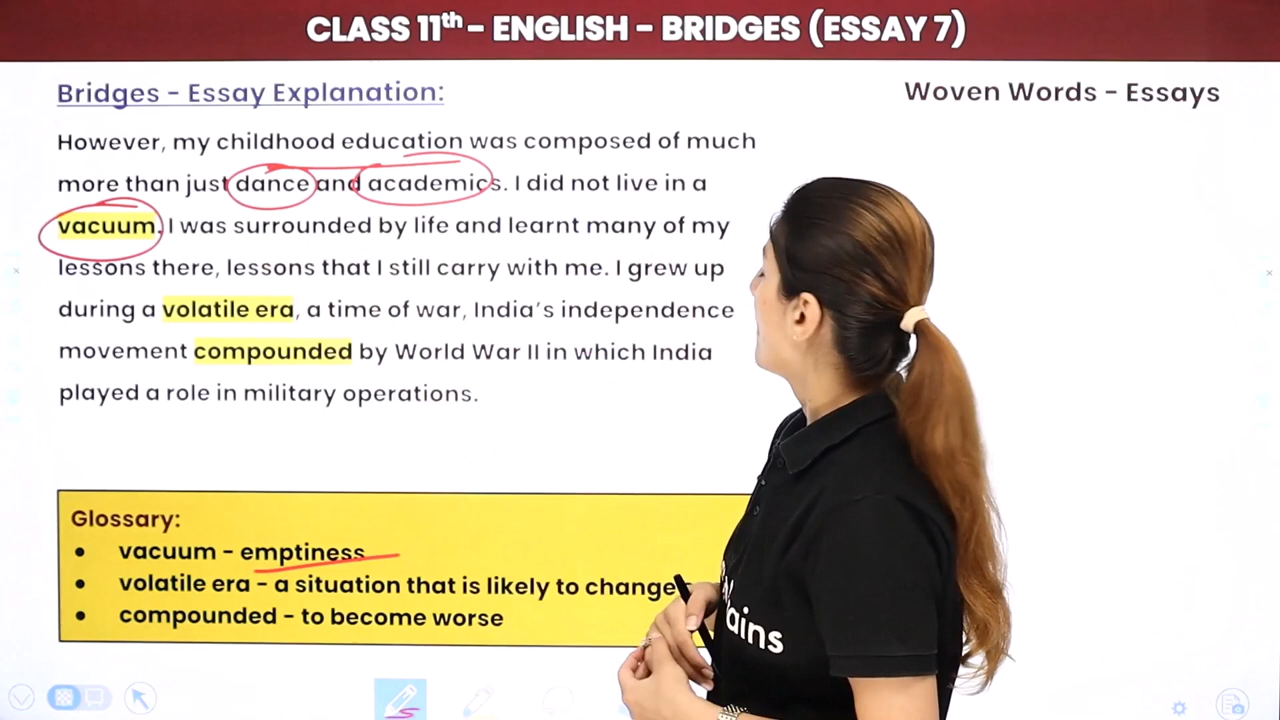 CLASS 11th - ENGLISH - BRIDGES (ESSAY 7)
Bridges - Essay Explanation:
Woven Words - Essays
However, my childhood education was composed of much
more than just dance and academics. I did not live in a
vacuum. I was surrounded by life and learnt many of my
lessons there, lessons that I still carry with me. I grew up
during a volatile era, a time of war, India's independence
movement compounded by World War II in which India
played a role in military operations.
Glossary:
• vacuum - emptiness
• volatile era - a situation that is likely to change
• compounded - to become worse